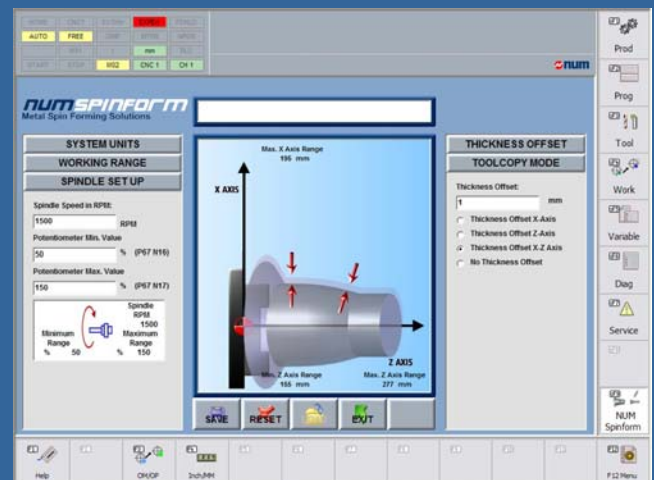 AUTO
FREE
mm
MG2
CNC 1
CH 1
num
Prod
Prog
Tool
Work
Variable
Diag
Service
NUM
Spinform
NUMSPINFORM
Metal Spin Forming Solutions
SYSTEM UNITS
WORKING RANGE
SPINDLE SETUP
Spindle Speed in RPM:
1500 RPM
Potentiometer Min. Value
50 % (P67 N16)
Potentiometer Max. Value
150 % (P67 N17)
Spindle
RPM
1500
Minimum Maximum
Range Range
% 50 % 150
Max. X Axis Range
195 mm
X AXIS
Z AXIS
Min. Z Axis Range
155 mm
Max. Z Axis Range
277 mm
SAVE
RESET
EXIT
THICKNESS OFFSET
TOOLCOPY MODE
Thickness Offset:
1 mm
Thickness Offset X-Axis
Thickness Offset Z-Axis
Thickness Offset X-Z Axis
No Thickness Offset
Help
OM/OP
Inch/MM
F12 Menu